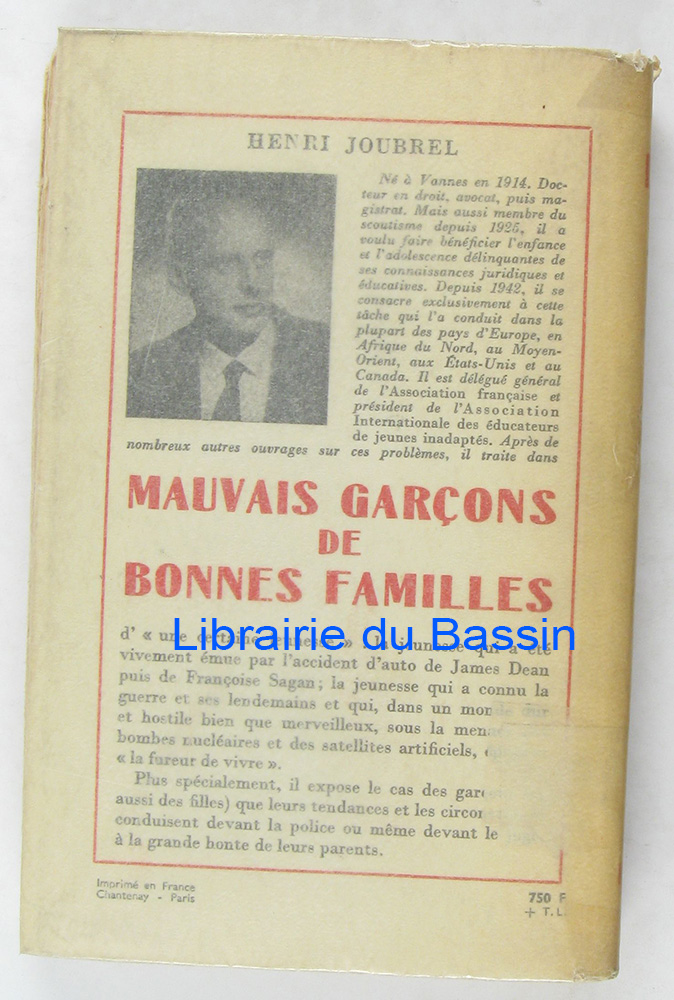 HENRI JOUBREL
Né à Vannes en 1914. Doc-
teur en droit, avocat, puis ma-
gistrat. Mais aussi membre du
scoutisme depuis 1925, il a
voulu faire bénéficier l'enfance
et l'adolescence délinquantes de
ses connaissances juridiques et
éducatives. Depuis 1942, il se
consacre exclusivement à cette
tâche qui l'a conduit dans la
plupart des pays d'Europe, en
Afrique du Nord, au Moyen-
Orient, aux États-Unis et au
Canada. Il est délégué général
de l'Association française et
président de l'Association
Internationale des éducateurs
de jeunes inadaptés. Après de
nombreux autres ouvrages sur ces problèmes, il traite dans
MAUVAIS GARÇONS
DE
BONNES FAMILLES
Librairie du Bassin
d' « une certaine jeunesse » : la jeunesse qui a été
vivement émue par l'accident d'auto de James Dean
puis de Françoise Sagan ; la jeunesse qui a connu la
guerre et ses lendemains et qui, dans un monde dur
et hostile bien que merveilleux, sous la
bombes nucléaires et des satellites artificiels,
« la fureur de vivre ».
Plus spécialement, il expose le cas des
aussi des filles) que leurs tendances et les
conduisent devant la police ou même devant le
à la grande honte de leurs parents.
Imprimé en France
Chantenay - Paris
750 F
+ T.L.